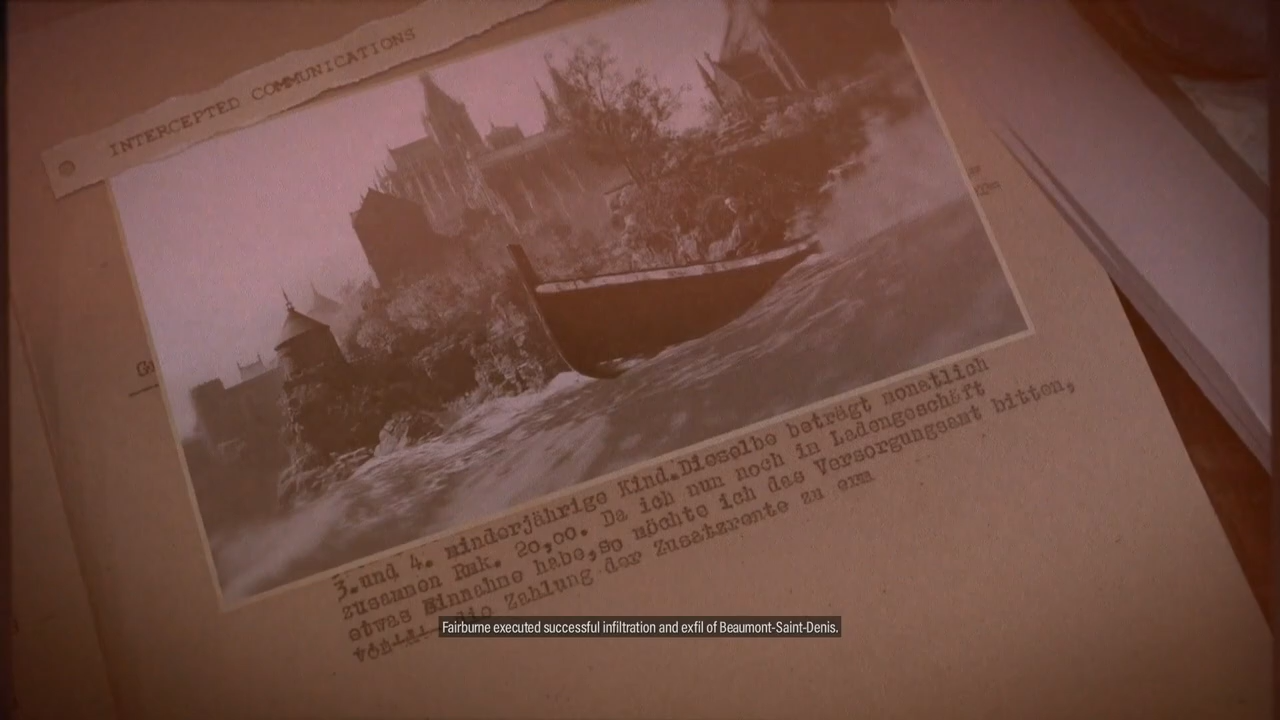 INTERCEPTED COMMUNICATIONS
3.und 4. minderjährige Kind.Dieselbe beträgt monatlich
zusammen Rmk. 20,00. Da ich nun noch in Ladengeschäft
etwas Einnahme habe,so möchte ich das Versorgungsamt bitten,
die Zahlung der Zusatzrente zu
Fairburne executed successful infiltration and exfil of Beaumont-Saint-Denis.